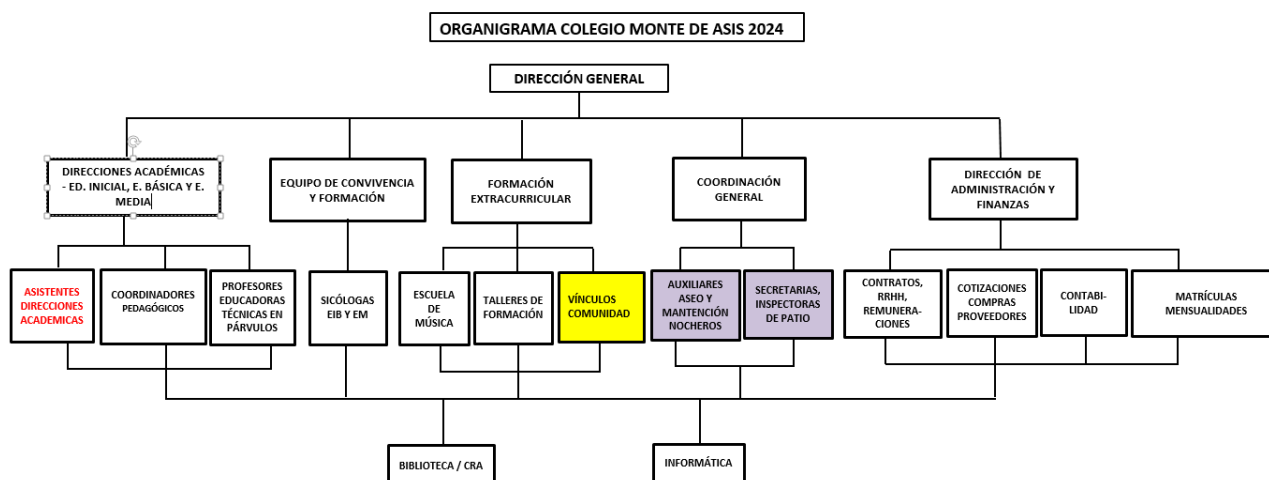 ORGANIGRAMA COLEGIO MONTE DE ASIS 2024
DIRECCIÓN GENERAL
DIRECCIONES ACADÉMICAS
- ED. INICIAL, E. BÁSICA Y E.
MEDIA
EQUIPO DE CONVIVENCIA
Y FORMACIÓN
FORMACIÓN
EXTRACURRICULAR
COORDINACIÓN
GENERAL
DIRECCIÓN DE
ADMINISTRACIÓN Y
FINANZAS
ASISTENTES
DIRECCIONES
ACADEMICAS
COORDINADORES
PEDAGÓGICOS
PROFESORES
EDUCADORAS
TÉCNICAS EN
PÁRVULOS
SICÓLOGAS
EIB Y EM
ESCUELA
DE
MÚSICA
TALLERES DE
FORMACIÓN
VÍNCULOS
COMUNIDAD
AUXILIARES
ASEO Y
MANTENCIÓN
NOCHEROS
SECRETARIAS,
INSPECTORAS
DE PATIO
CONTRATOS,
RRHH,
REMUNERA-
CIONES
COTIZACIONES
COMPRAS
PROVEEDORES
CONTABI-
LIDAD
MATRÍCULAS
MENSUALIDADES
BIBLIOTECA / CRA
INFORMÁTICA